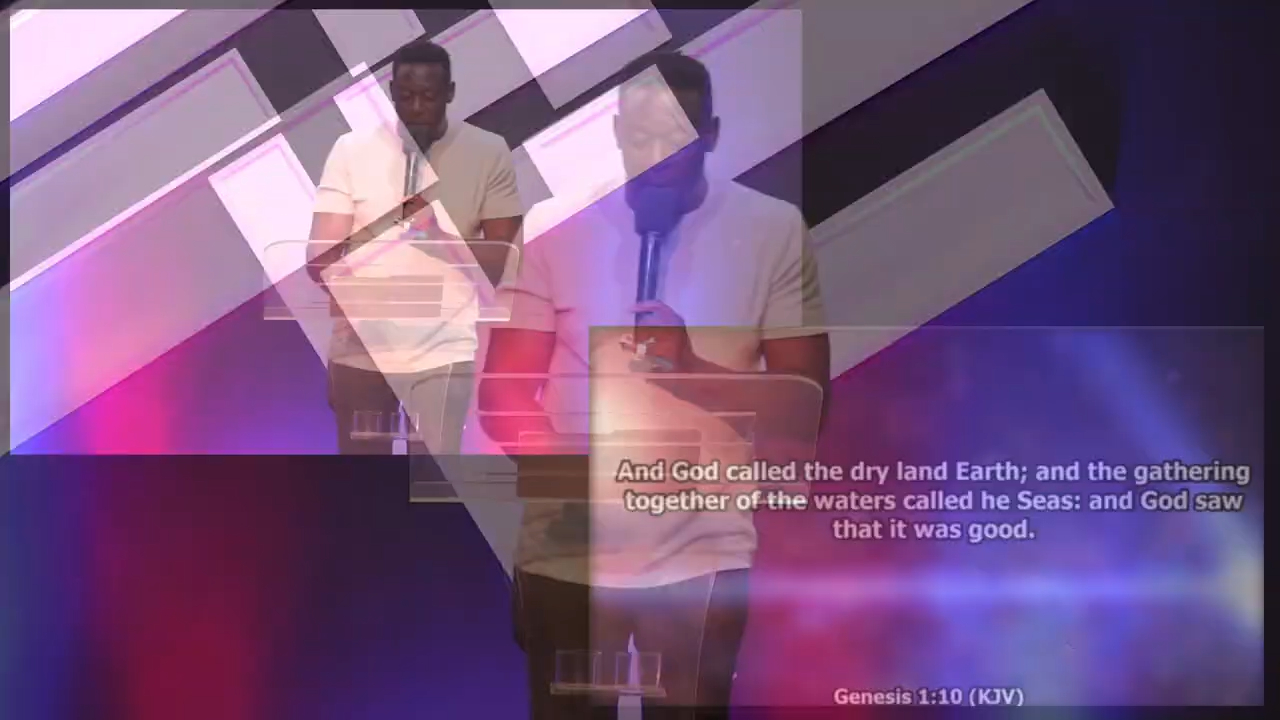 And God called the dry land Earth; and the gathering
together of the waters called he Seas: and God saw
that it was good.
Genesis 1:10 (KJV)